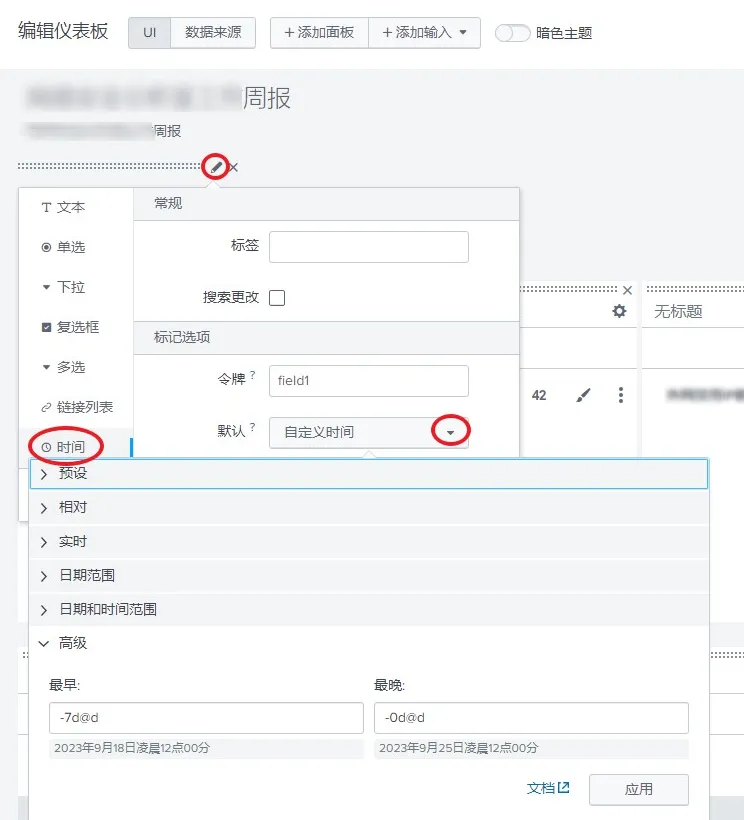 编辑仪表板
UI
数据来源
+添加面板
+添加输入
暗色主题
周报
周报
文本
单选
下拉
复选框
多选
链接列表
时间
常规
标签
搜索更改
标记选项
令牌 ?
field1
默认 ?
自定义时间
无标题
42
预设
相对
实时
日期范围
日期和时间范围
高级
最早:
最晚:
-7d@d
-0d@d
2023年9月18日凌晨12点00分
2023年9月25日凌晨12点00分
文档
应用